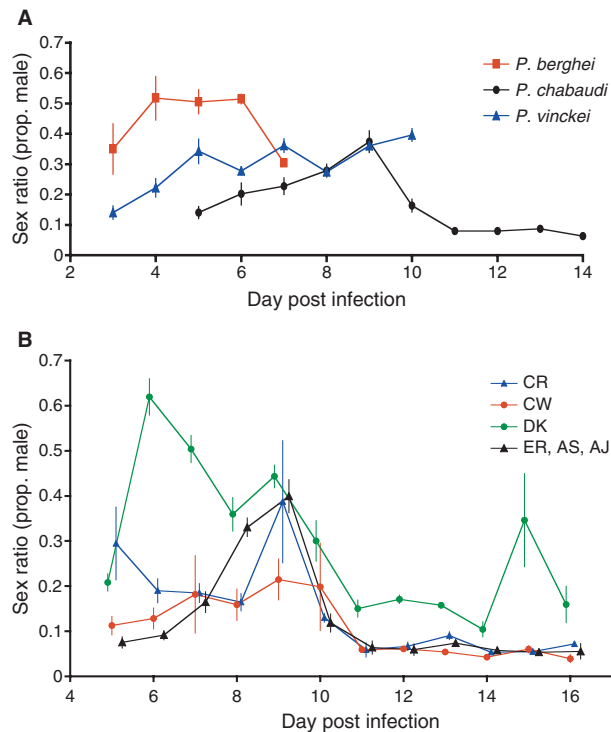 A
0.7
0.6
0.5
0.4
0.3
0.2
0.1
0
Sex ratio (prop. male)
P. berghei
P. chabaudi
P. vinckei
2 4 6 8 10 12 14
Day post infection
B
0.7
0.6
0.5
0.4
0.3
0.2
0.1
0
Sex ratio (prop. male)
CR
CW
DK
ER, AS, AJ
4 6 8 10 12 14 16
Day post infection